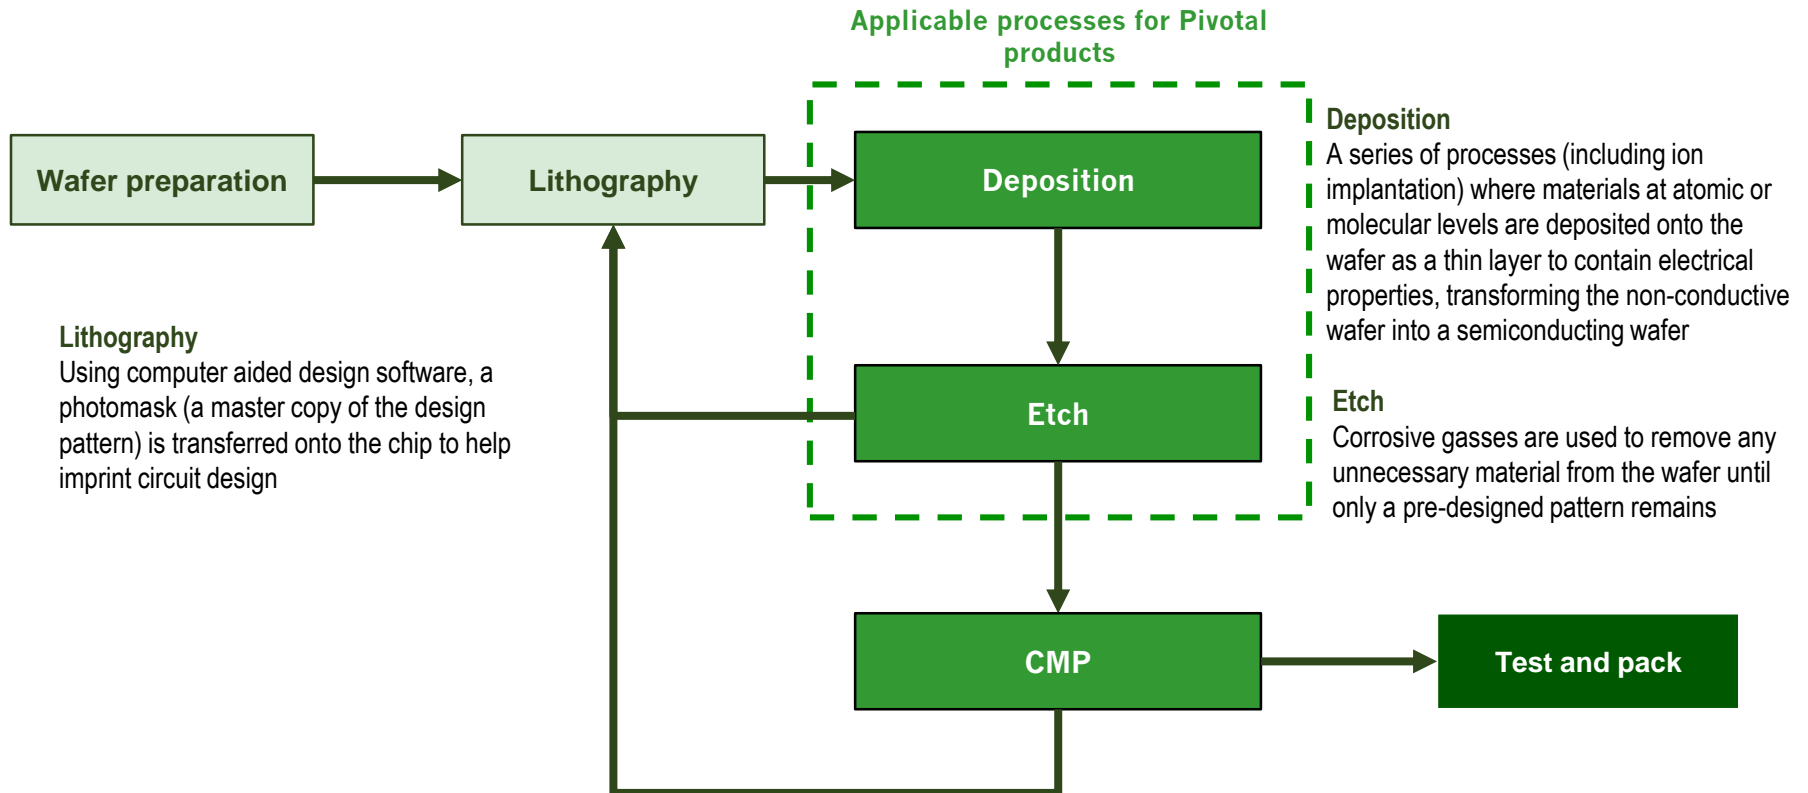 Applicable processes for Pivotal
products
Wafer preparation
Lithography
Deposition
Deposition
A series of processes (including ion
implantation) where materials at atomic or
molecular levels are deposited onto the
wafer as a thin layer to contain electrical
properties, transforming the non-conductive
wafer into a semiconducting wafer
Lithography
Using computer aided design software, a
photomask (a master copy of the design
pattern) is transferred onto the chip to help
imprint circuit design
Etch
Etch
Corrosive gasses are used to remove any
unnecessary material from the wafer until
only a pre-designed pattern remains
CMP
Test and pack